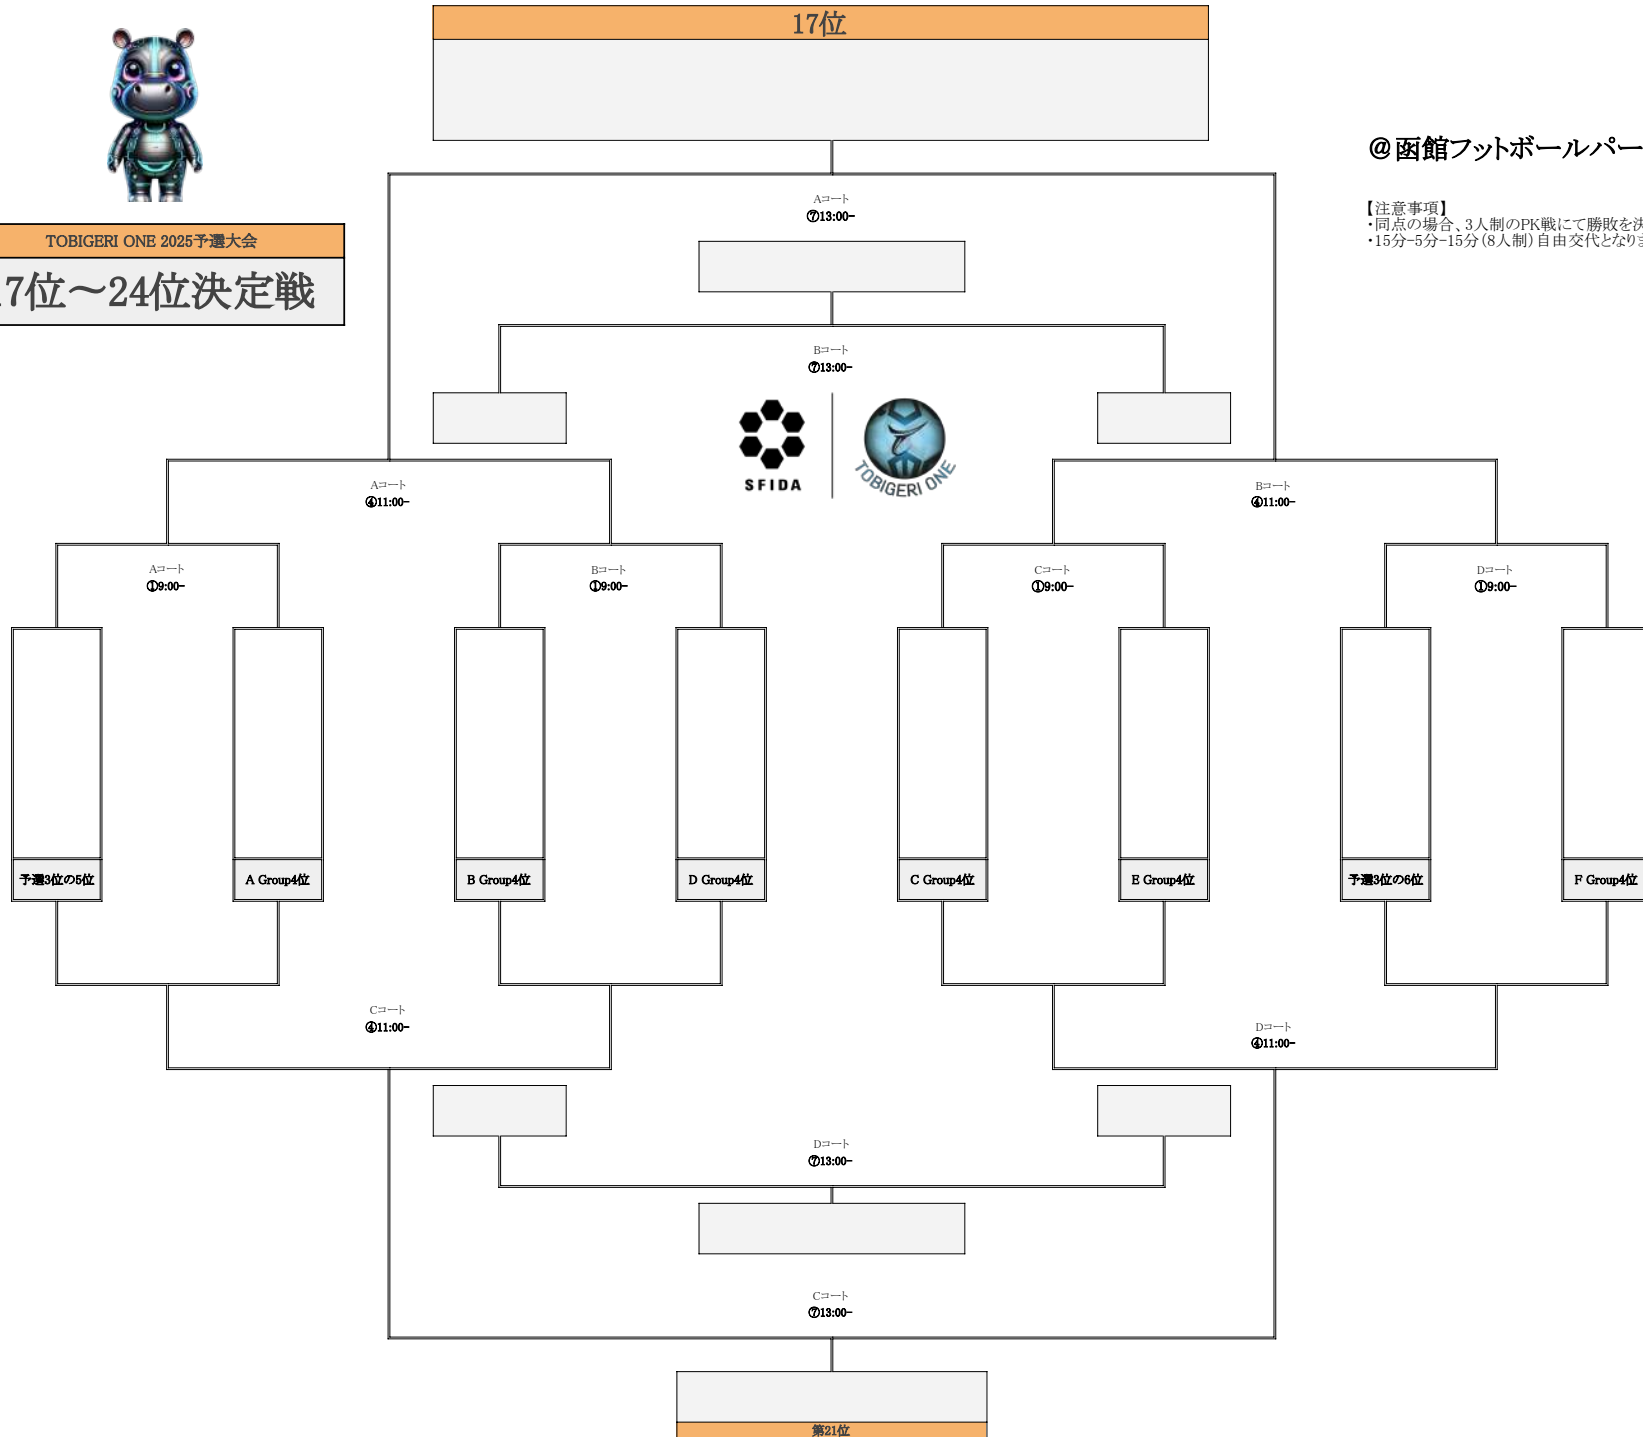 17位
@函館フットボールパー
Aコート
⑦13:00-
【注意事項】
・同点の場合、3人制のPK戦にて勝敗を決
・15分-5分-15分(8人制)自由交代となりま
TOBIGERI ONE 2025予選大会
7位～24位決定戦
Bコート
⑦13:00-
SFIDA
TOBIGERI ONE
Aコート
④11:00-
Bコート
④11:00-
Aコート
①9:00-
Bコート
①9:00-
Cコート
①9:00-
Dコート
①9:00-
予選3位の5位
A Group4位
B Group4位
D Group4位
C Group4位
E Group4位
予選3位の6位
F Group4位
Cコート
④11:00-
Dコート
④11:00-
Dコート
⑦13:00-
Cコート
⑦13:00-
第21位